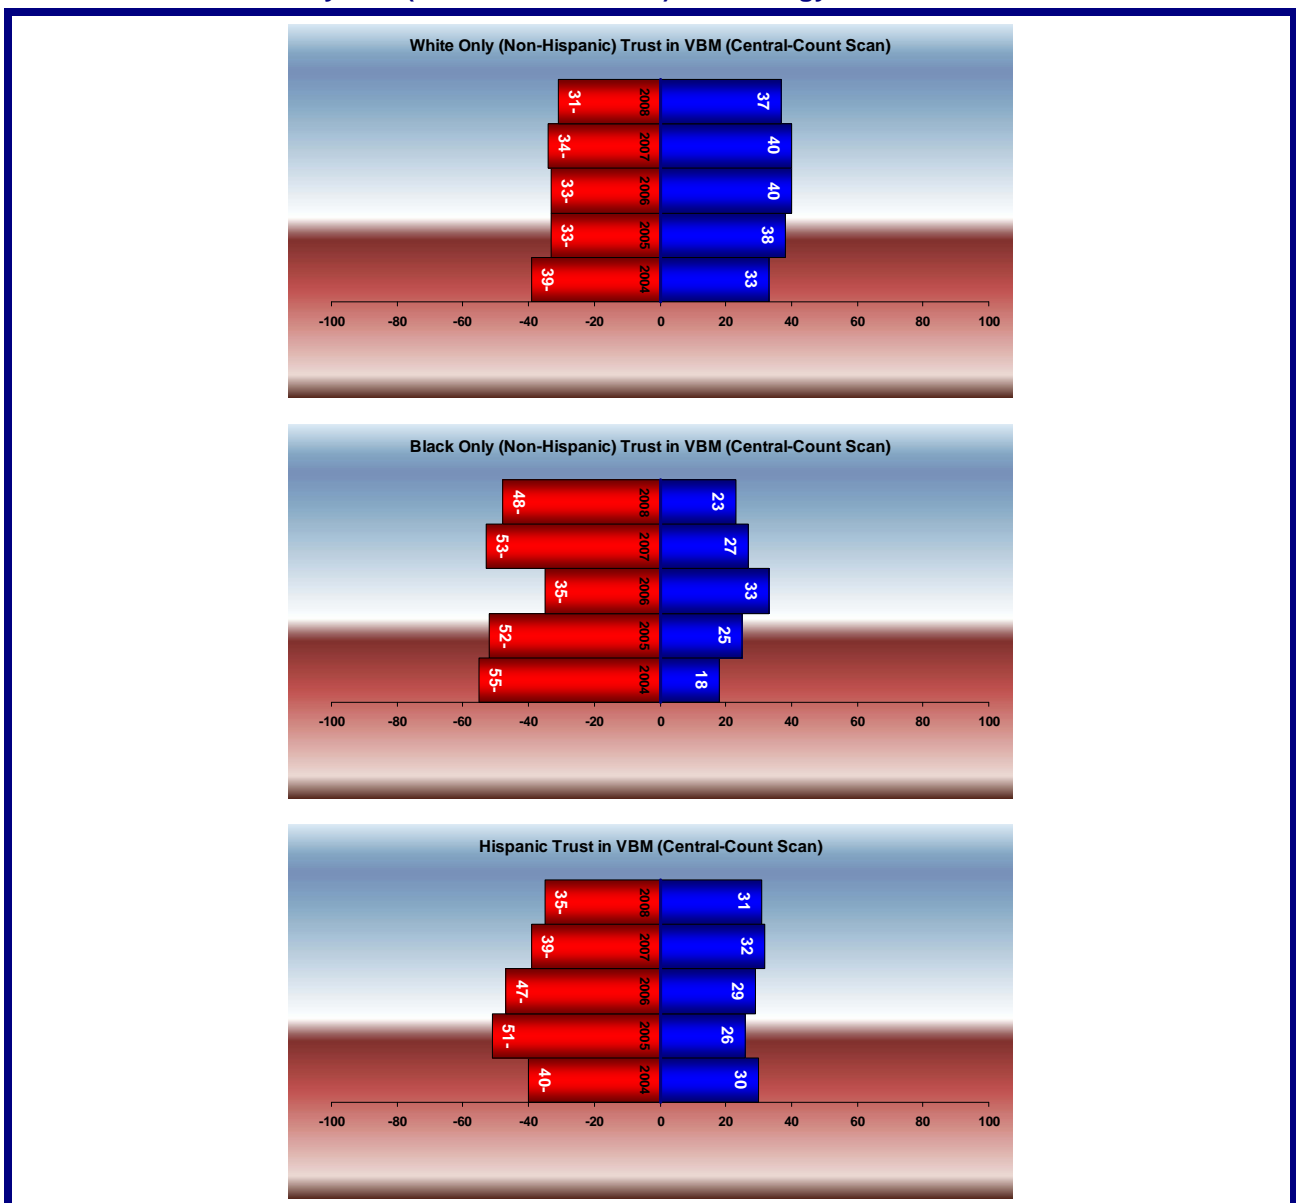 White Only (Non-Hispanic) Trust in VBM (Central-Count Scan)
31- 2008 37
34- 2007 40
33- 2006 40
33- 2005 38
39- 2004 33
-100 -80 -60 -40 -20 0 20 40 60 80 100
Black Only (Non-Hispanic) Trust in VBM (Central-Count Scan)
48- 2008 23
53- 2007 27
35- 2006 33
52- 2005 25
55- 2004 18
-100 -80 -60 -40 -20 0 20 40 60 80 100
Hispanic Trust in VBM (Central-Count Scan)
35- 2008 31
39- 2007 32
47- 2006 29
51- 2005 26
40- 2004 30
-100 -80 -60 -40 -20 0 20 40 60 80 100